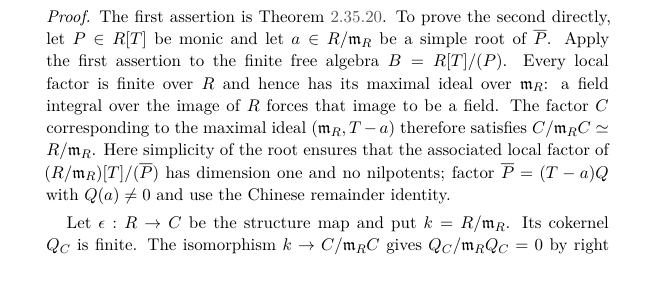 Proof. The first assertion is Theorem 2.35.20. To prove the second directly,
let P ∈ R[T] be monic and let a ∈ R/𝔪_R be a simple root of P̅. Apply
the first assertion to the finite free algebra B = R[T]/(P). Every local
factor is finite over R and hence has its maximal ideal over 𝔪_R: a field
integral over the image of R forces that image to be a field. The factor C
corresponding to the maximal ideal (𝔪_R, T − a) therefore satisfies C/𝔪_RC ≃
R/𝔪_R. Here simplicity of the root ensures that the associated local factor of
(R/𝔪_R)[T]/(P̅) has dimension one and no nilpotents; factor P̅ = (T − a)Q
with Q(a) ≠ 0 and use the Chinese remainder identity.
Let ϵ : R → C be the structure map and put k = R/𝔪_R. Its cokernel
Q_C is finite. The isomorphism k → C/𝔪_RC gives Q_C/𝔪_RQ_C = 0 by right